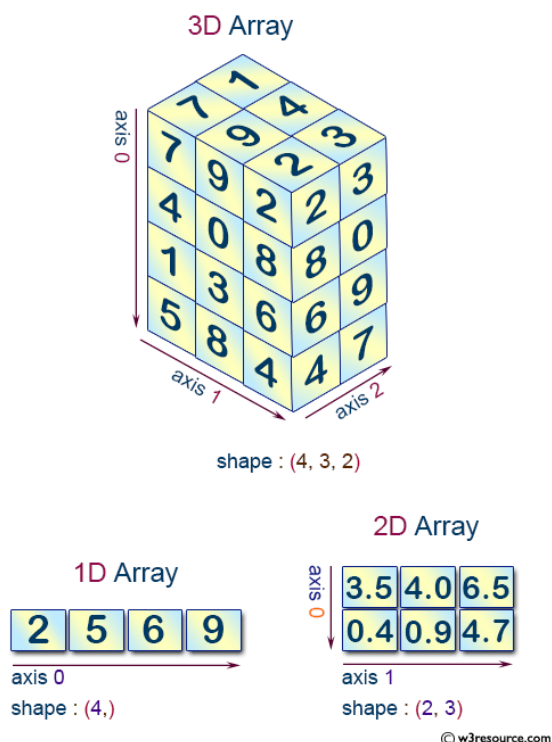 3D Array
axis 0
1
7 4
9 3
2
7 9 2 2 3
4 0 8 8 0
1 3 6 6 9
5 8 4 4 7
axis 1
axis 2
shape : (4, 3, 2)
1D Array
2 5 6 9
axis 0
shape : (4,)
2D Array
axis 0
3.5 4.0 6.5
0.4 0.9 4.7
axis 1
shape : (2, 3)
© w3resource.com